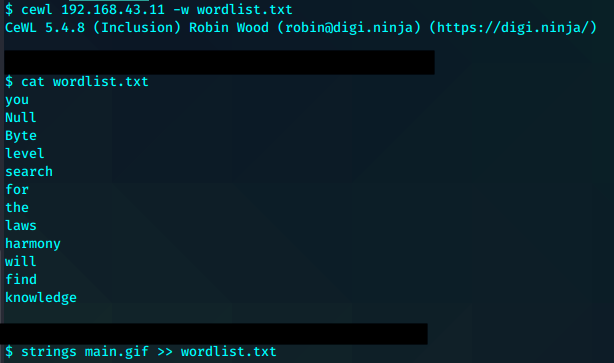 $ cewl 192.168.43.11 -w wordlist.txt
CeWL 5.4.8 (Inclusion) Robin Wood (robin@digi.ninja) (https://digi.ninja/)
$ cat wordlist.txt
you
Null
Byte
level
search
for
the
laws
harmony
will
find
knowledge
$ strings main.gif >> wordlist.txt